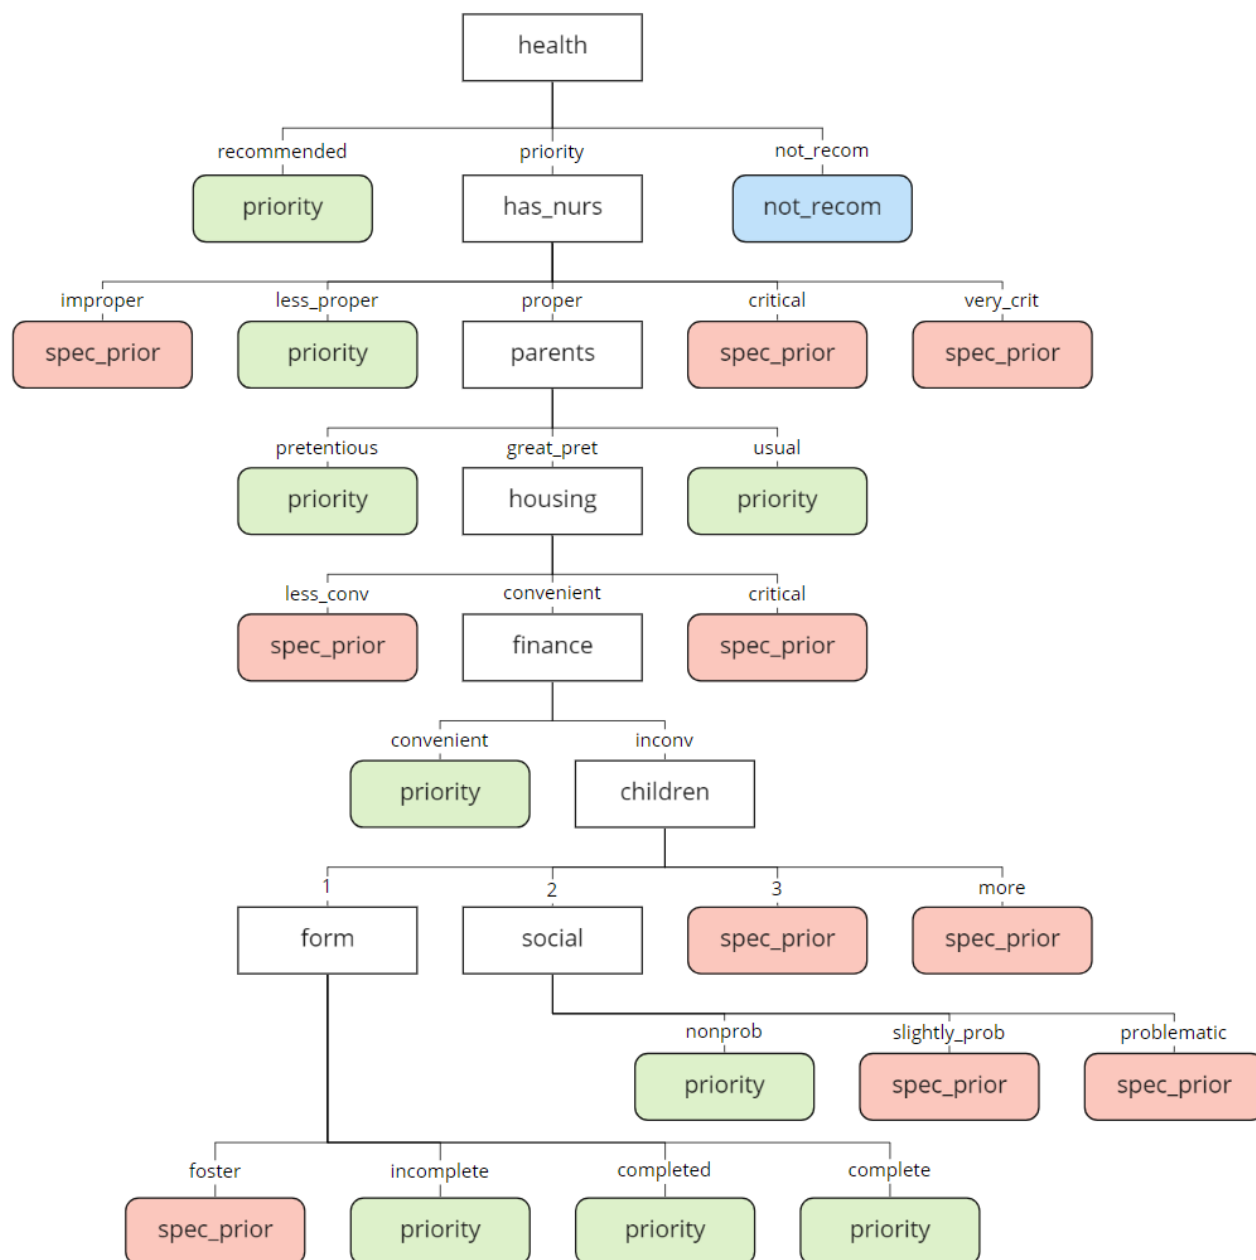 health
recommended priority not_recom
priority has_nurs not_recom
improper less_proper proper critical very_crit
spec_prior priority parents spec_prior spec_prior
pretentious great_pret usual
priority housing priority
less_conv convenient critical
spec_prior finance spec_prior
convenient inconv
priority children
1 2 3 more
form social spec_prior spec_prior
nonprob slightly_prob problematic
priority spec_prior spec_prior
foster incomplete completed complete
spec_prior priority priority priority